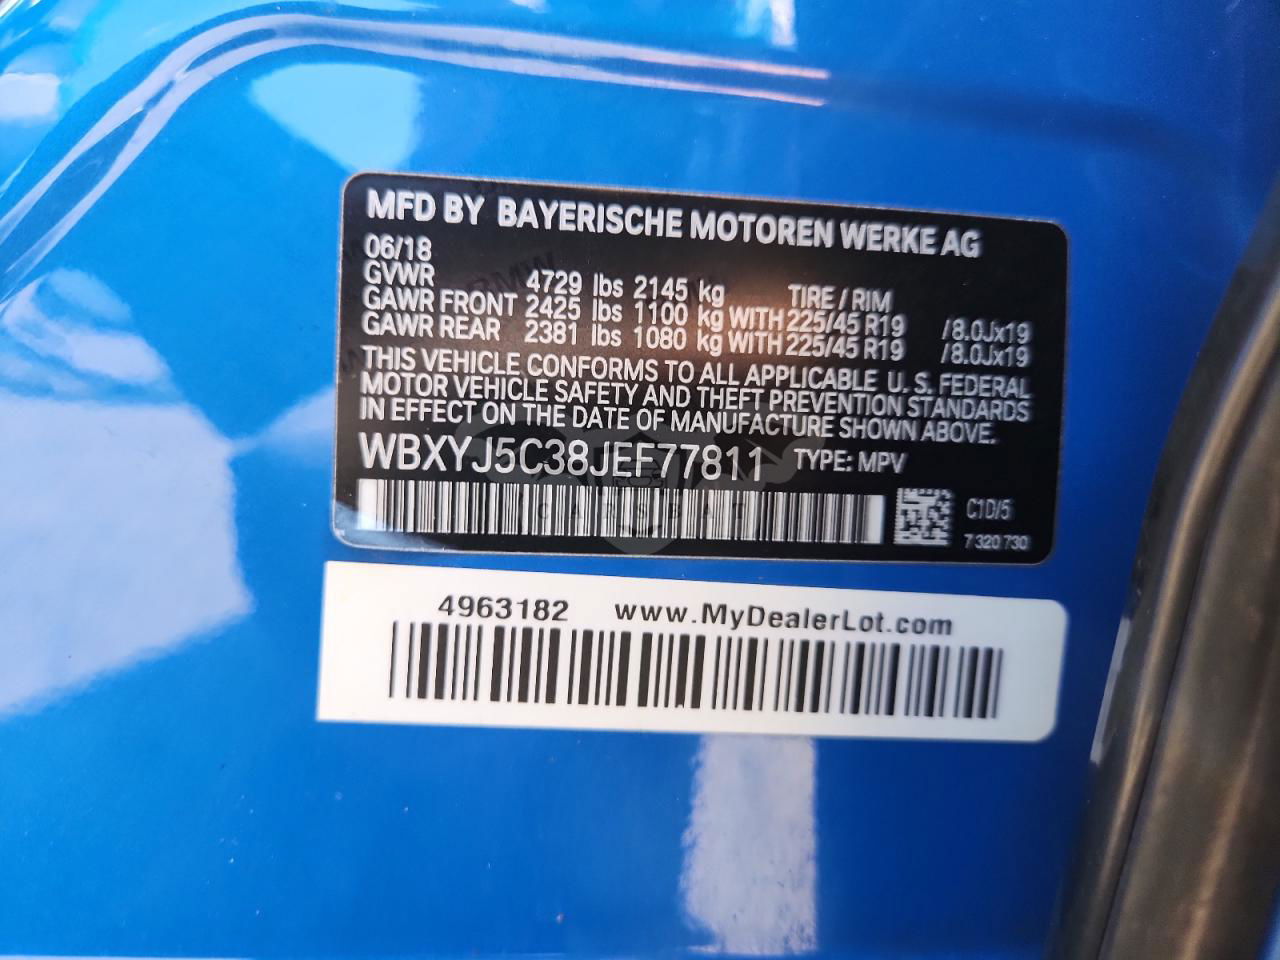 MFD BY BAYERISCHE MOTOREN WERKE AG
06/18
GVWR 4729 lbs 2145 kg TIRE / RIM
GAWR FRONT 2425 lbs 1100 kg WITH 225/45 R19 /8.0Jx19
GAWR REAR 2381 lbs 1080 kg WITH 225/45 R19 /8.0Jx19
THIS VEHICLE CONFORMS TO ALL APPLICABLE U. S. FEDERAL
MOTOR VEHICLE SAFETY AND THEFT PREVENTION STANDARDS
IN EFFECT ON THE DATE OF MANUFACTURE SHOWN ABOVE.
WBXYJ5C38JEF77811 TYPE: MPV
C1D/5
7 320 730
CARSBAT
4963182 www.MyDealerLot.com